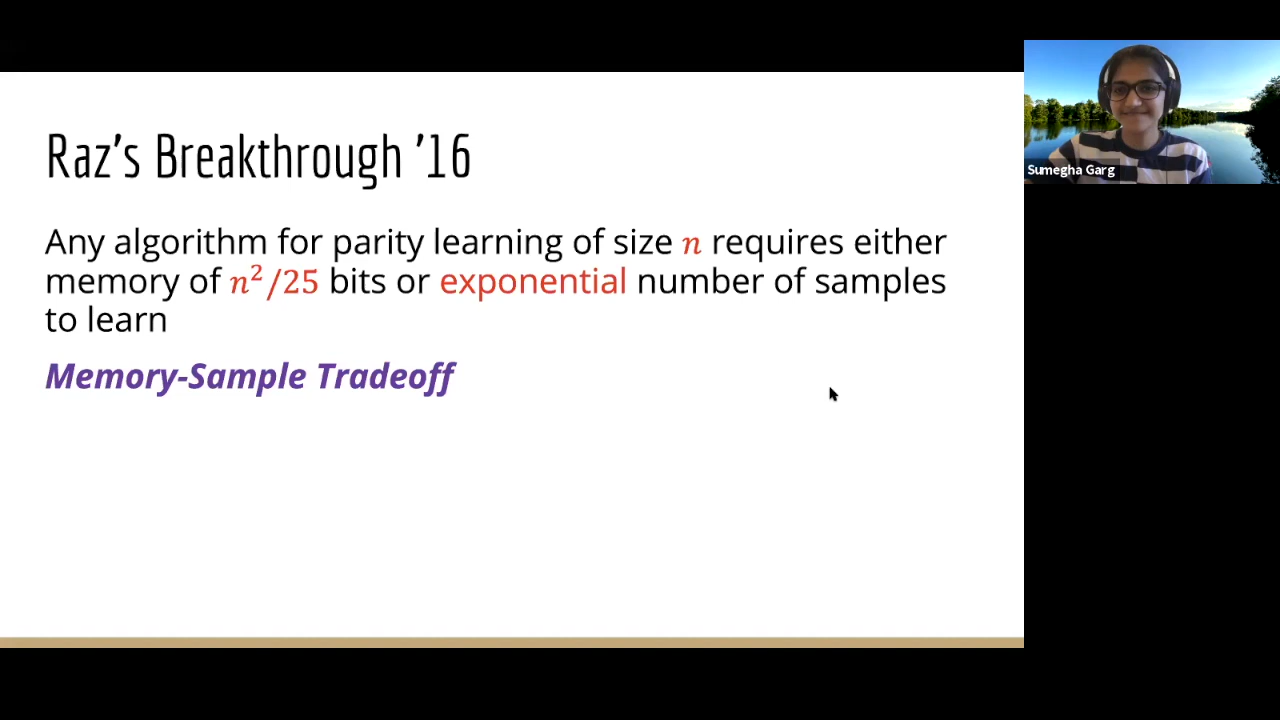 Raz's Breakthrough '16
Any algorithm for parity learning of size n requires either
memory of n²/25 bits or exponential number of samples
to learn
Memory-Sample Tradeoff
Sumegha Garg